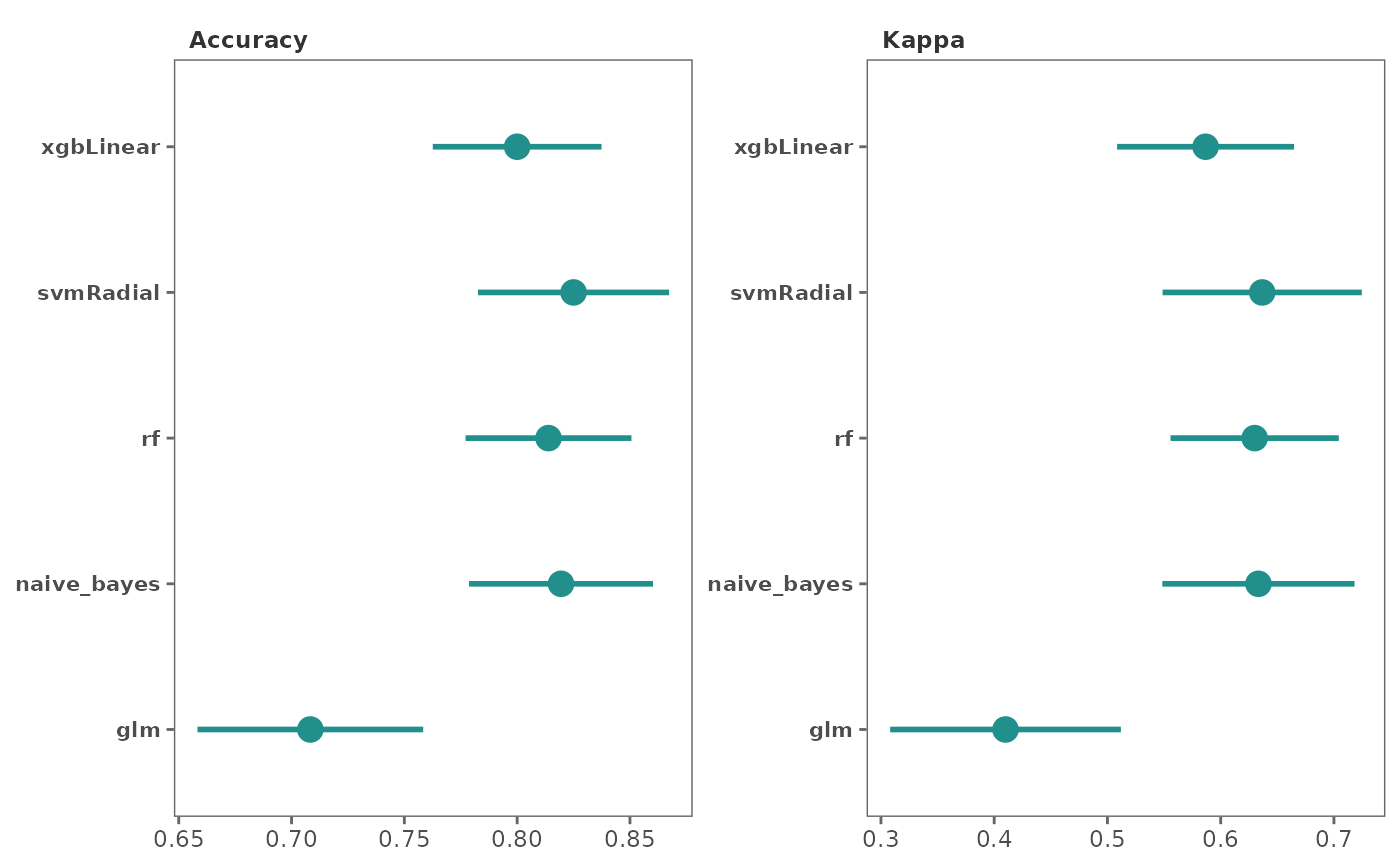 Accuracy
xgbLinear
svmRadial
rf
naive_bayes
glm
0.65 0.70 0.75 0.80 0.85
Kappa
xgbLinear
svmRadial
rf
naive_bayes
glm
0.3 0.4 0.5 0.6 0.7